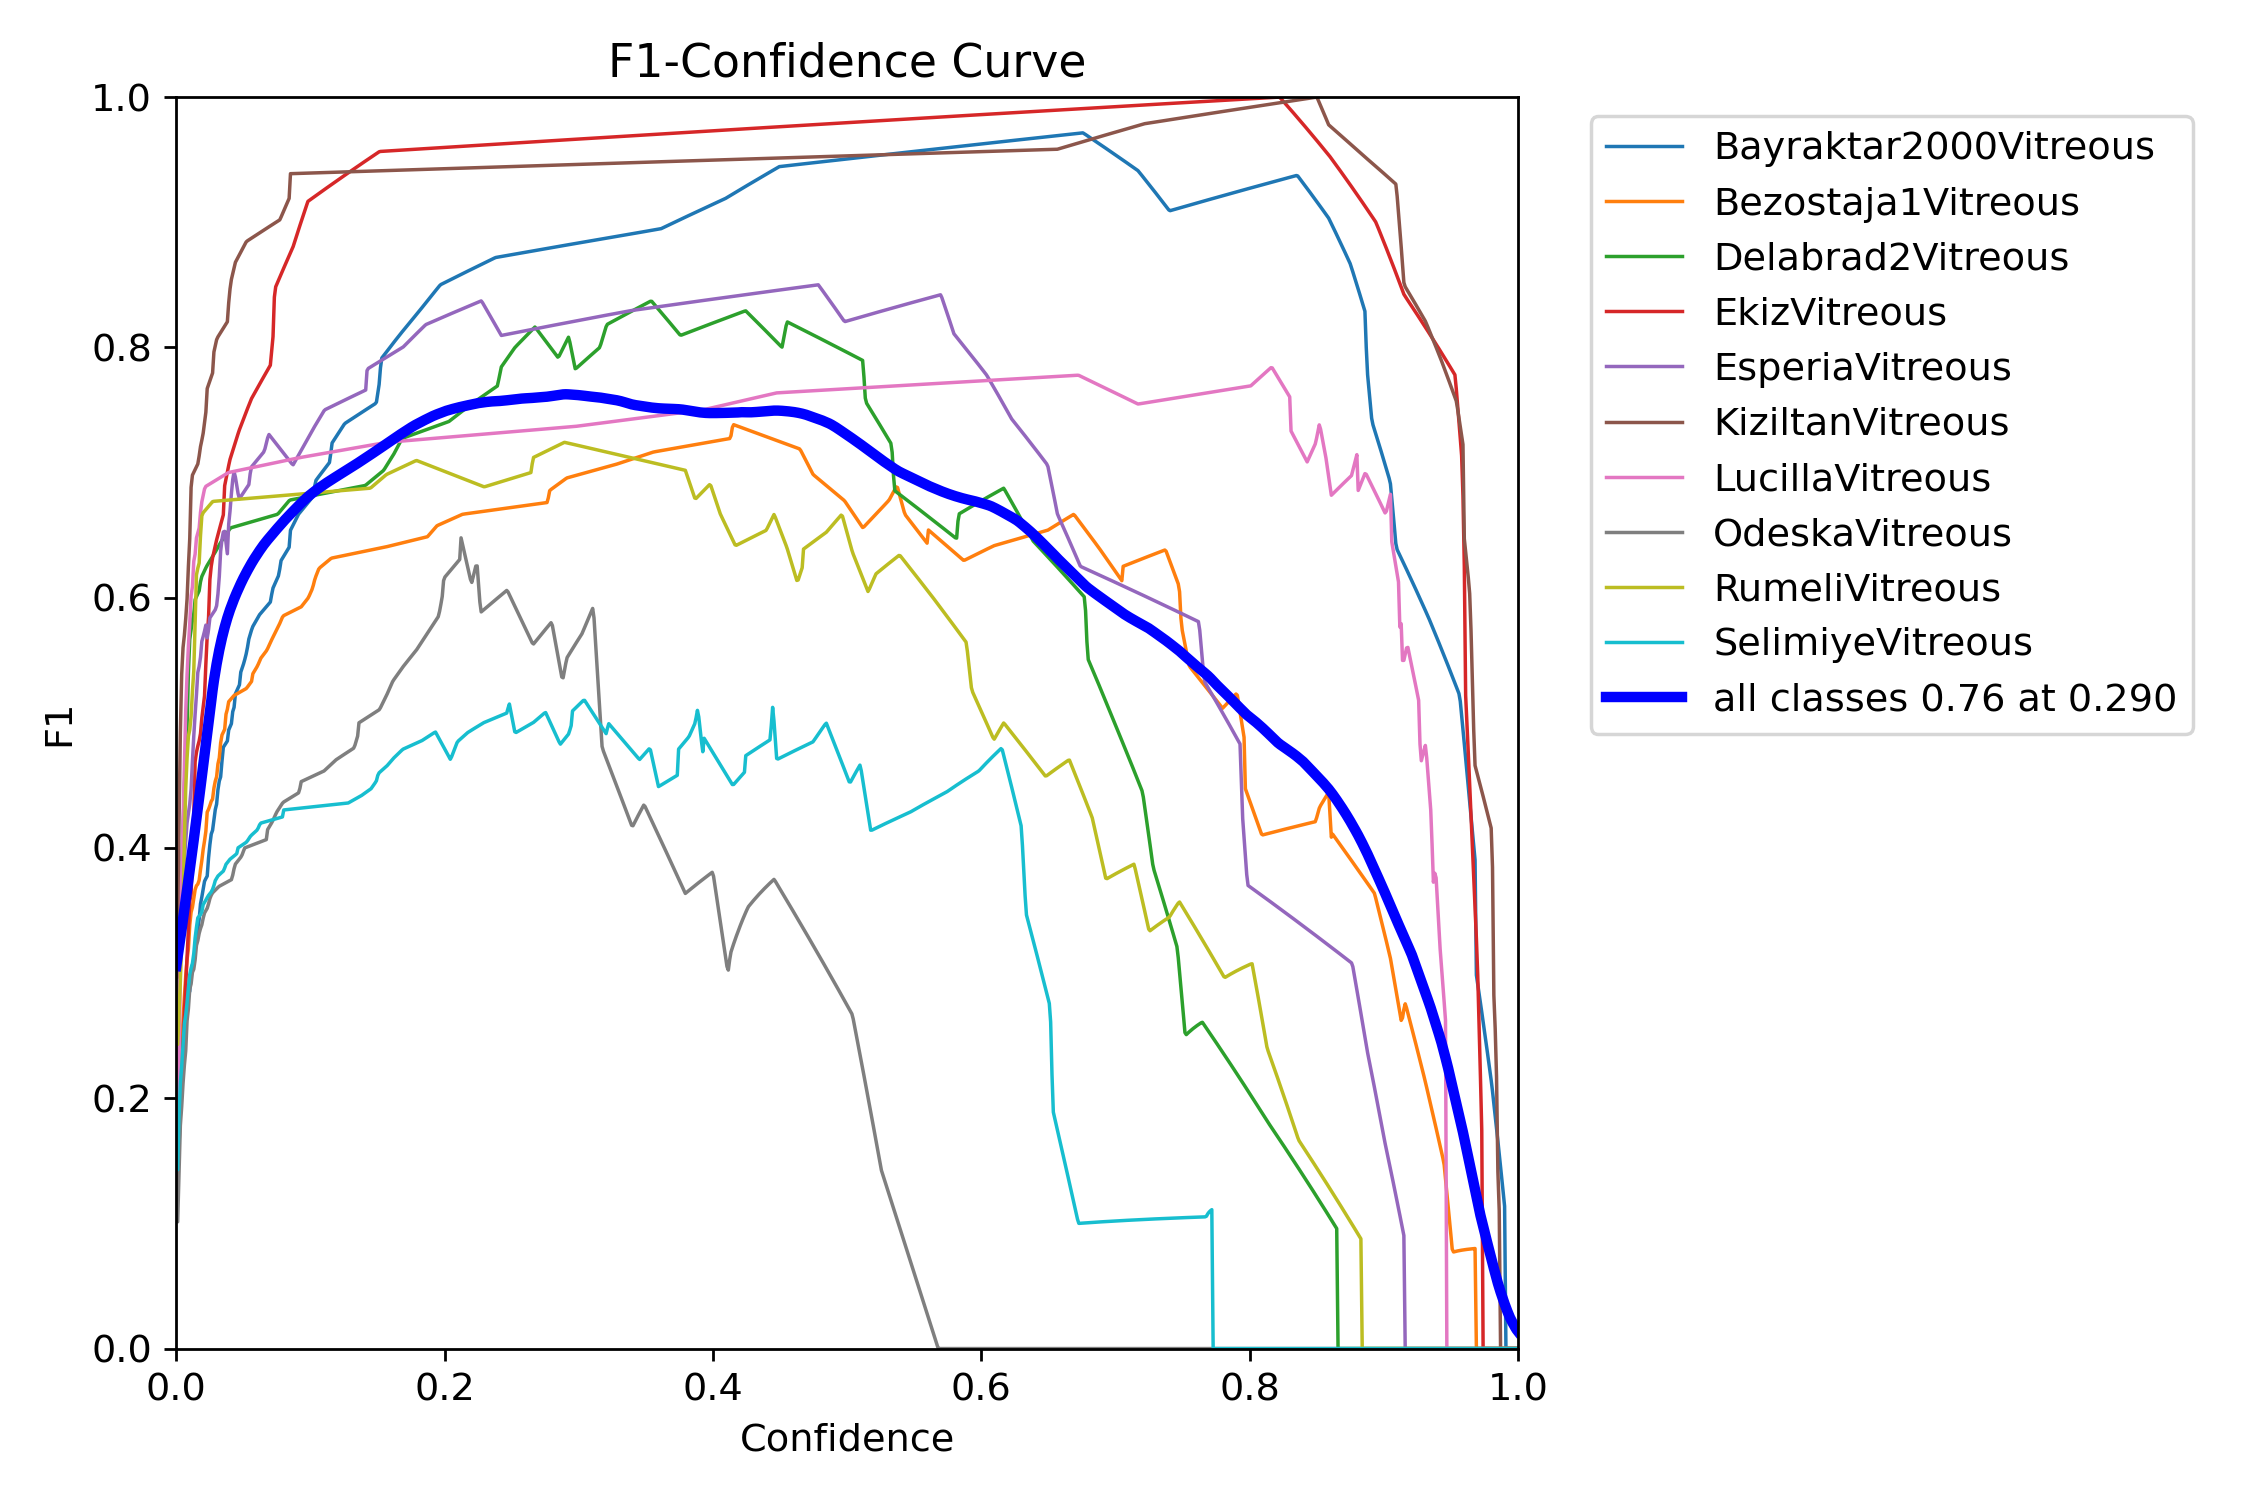 F1-Confidence Curve
1.0
0.8
0.6
0.4
0.2
0.0
F1
0.0 0.2 0.4 0.6 0.8 1.0
Confidence
Bayraktar2000Vitreous
Bezostaja1Vitreous
Delabrad2Vitreous
EkizVitreous
EsperiaVitreous
KiziltanVitreous
LucillaVitreous
OdeskaVitreous
RumeliVitreous
SelimiyeVitreous
all classes 0.76 at 0.290